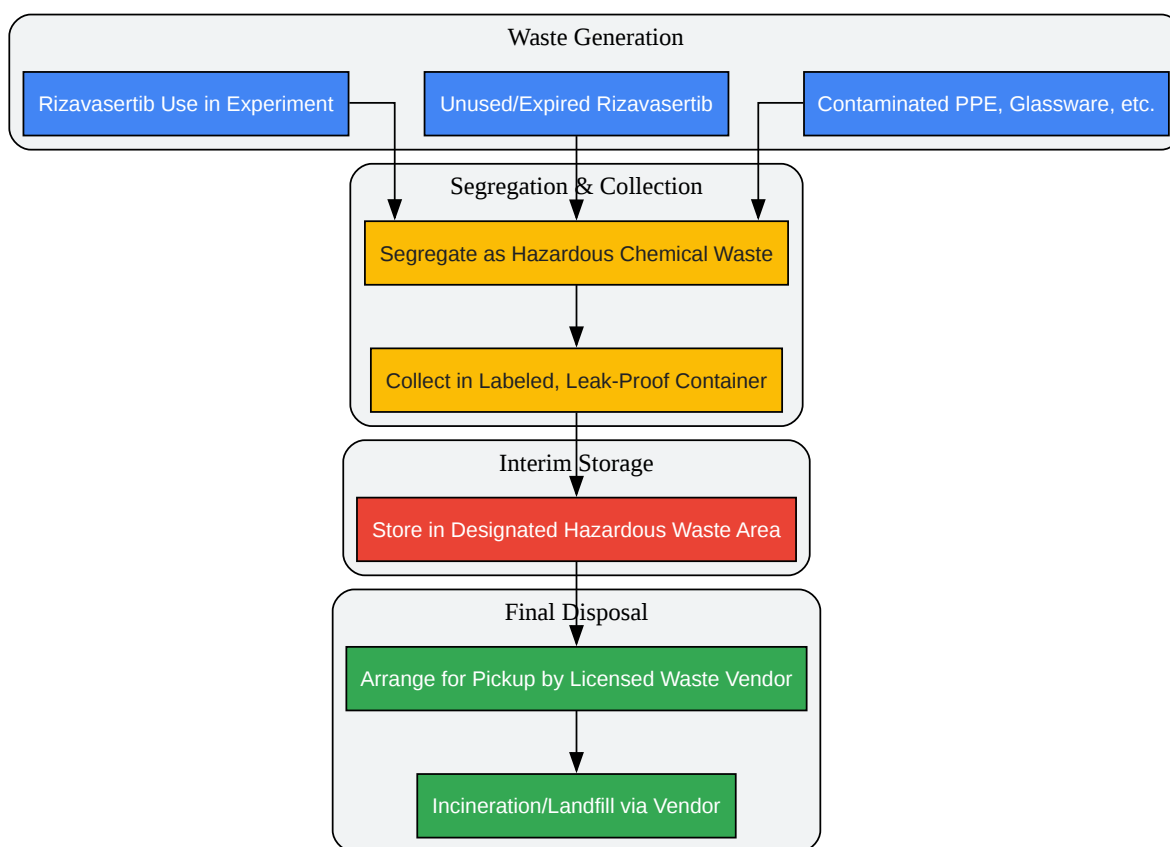 Waste Generation
Rizavasertib Use in Experiment
Unused/Expired Rizavasertib
Contaminated PPE, Glassware, etc.
Segregation & Collection
Segregate as Hazardous Chemical Waste
Collect in Labeled, Leak-Proof Container
Interim Storage
Store in Designated Hazardous Waste Area
Final Disposal
Arrange for Pickup by Licensed Waste Vendor
Incineration/Landfill via Vendor